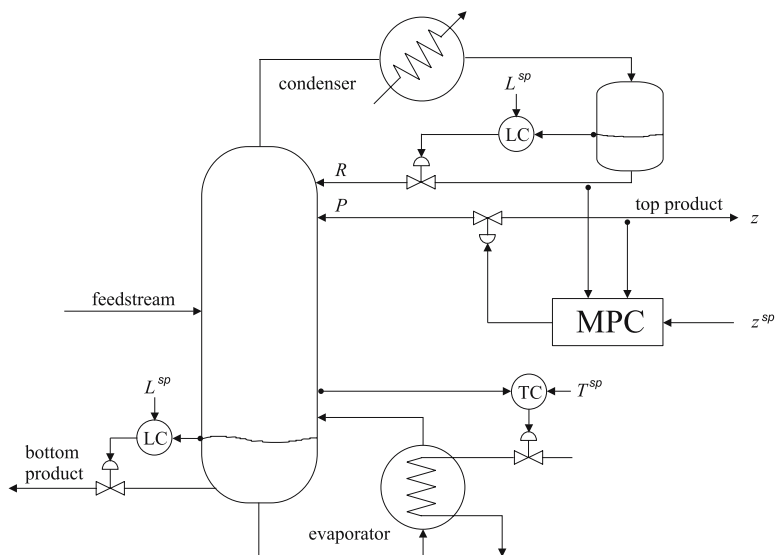 condenser
L^sp
LC
R
P
top product
z
feedstream
MPC
z^sp
L^sp
TC
T^sp
LC
bottom
product
evaporator